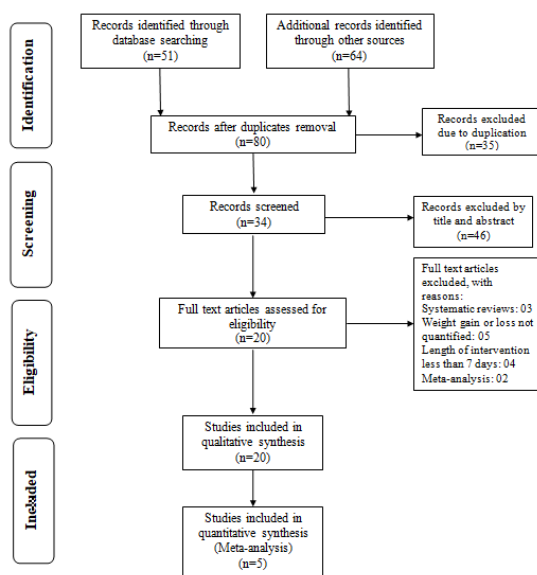 Identification
Records identified through
database searching
(n=51)
Additional records identified
through other sources
(n=64)
Records after duplicates removal
(n=80)
Records excluded
due to duplication
(n=35)
Screening
Records screened
(n=34)
Records excluded by
title and abstract
(n=46)
Eligibility
Full text articles assessed for
eligibility
(n=20)
Full text articles
excluded, with
reasons:
Systematic reviews: 03
Weight gain or loss not
quantified: 05
Length of intervention
less than 7 days: 04
Meta-analysis: 02
Included
Studies included in
qualitative synthesis
(n=20)
Studies included in
quantitative synthesis
(Meta-analysis)
(n=5)